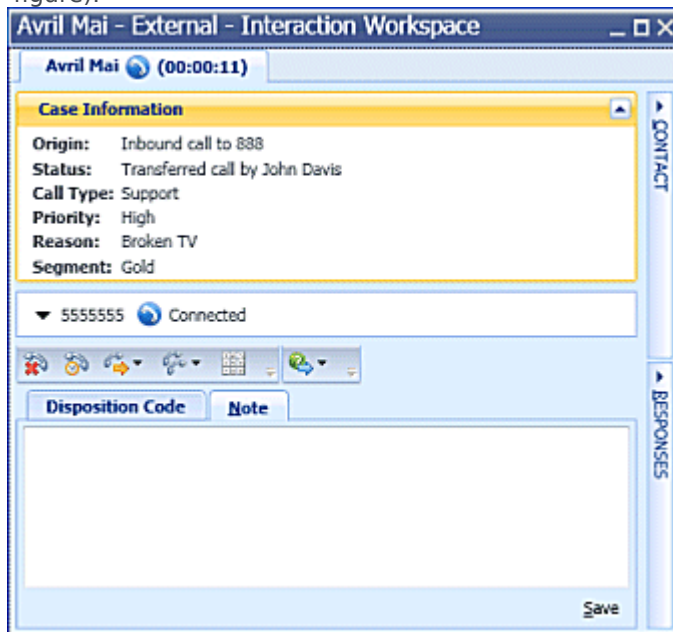 figure).
Avril Mai - External - Interaction Workspace
Avril Mai (00:00:11)
Case Information
Origin: Inbound call to 888
Status: Transferred call by John Davis
Call Type: Support
Priority: High
Reason: Broken TV
Segment: Gold
5555555 Connected
Disposition Code Note
Save
CONTACT
RESPONSES